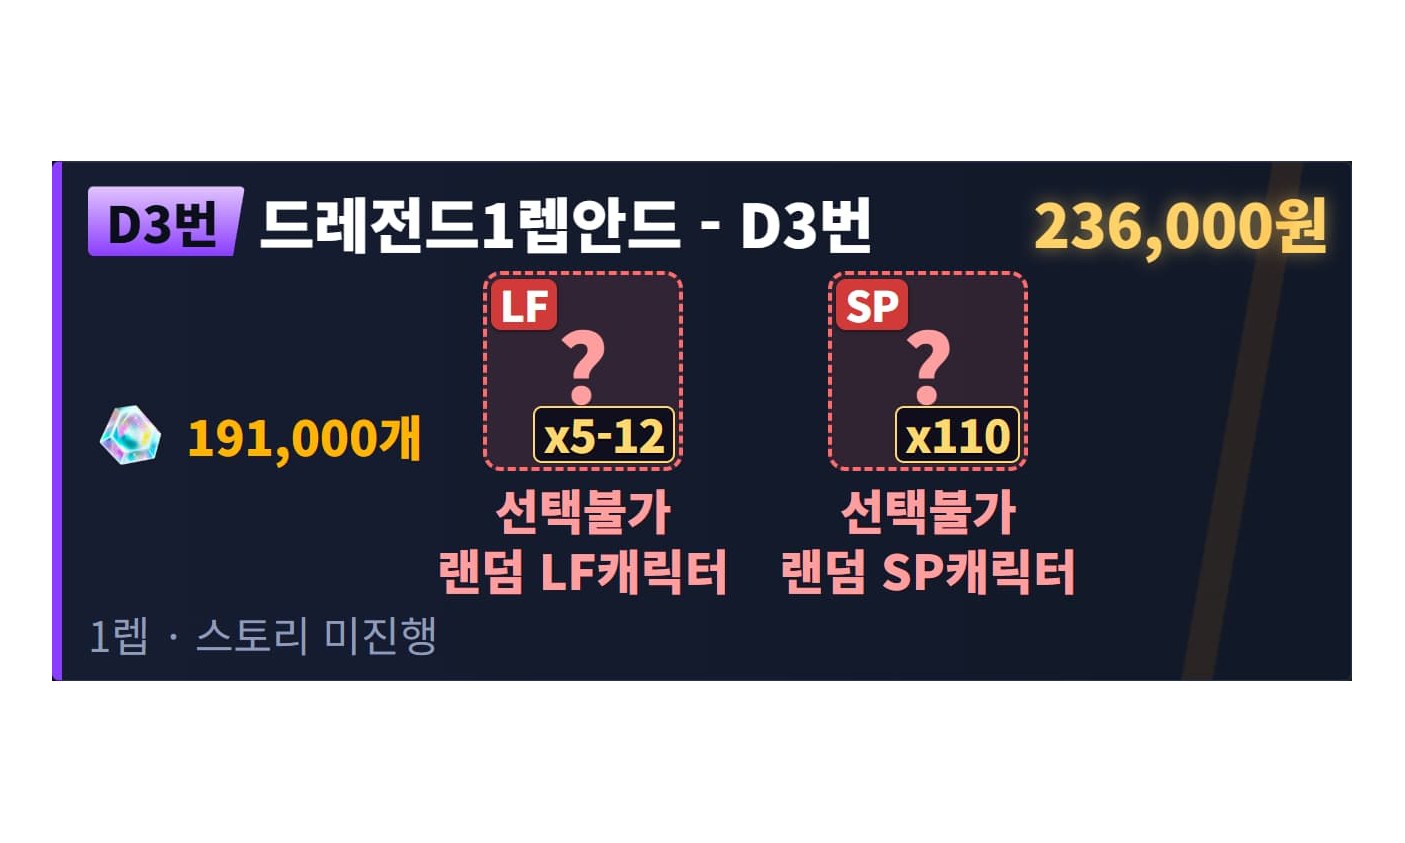 D3번 드레전드1렙안드 - D3번 236,000원
LF
?
x5-12
SP
?
x110
191,000개
선택불가
랜덤 LF캐릭터
선택불가
랜덤 SP캐릭터
1렙 · 스토리 미진행